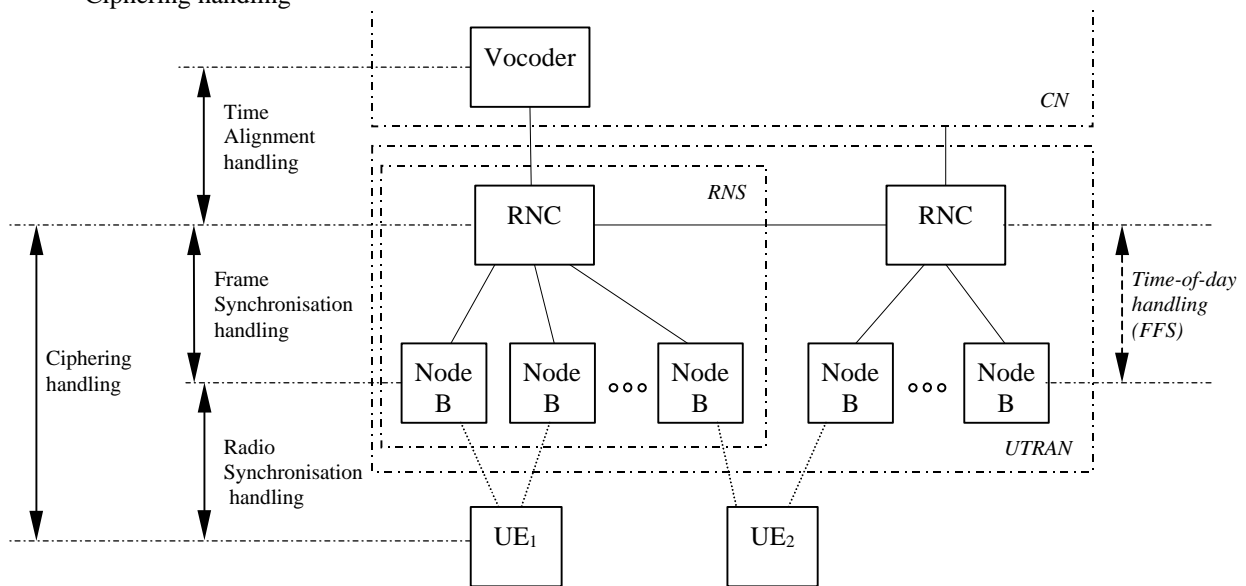 Ciphering handling
Vocoder
CN
Time
Alignment
handling
RNS
RNC
RNC
Frame
Synchronisation
handling
Time-of-day
handling
(FFS)
Ciphering
handling
Node
B
Node
B
Node
B
Node
B
Node
B
UTRAN
Radio
Synchronisation
handling
UE1
UE2